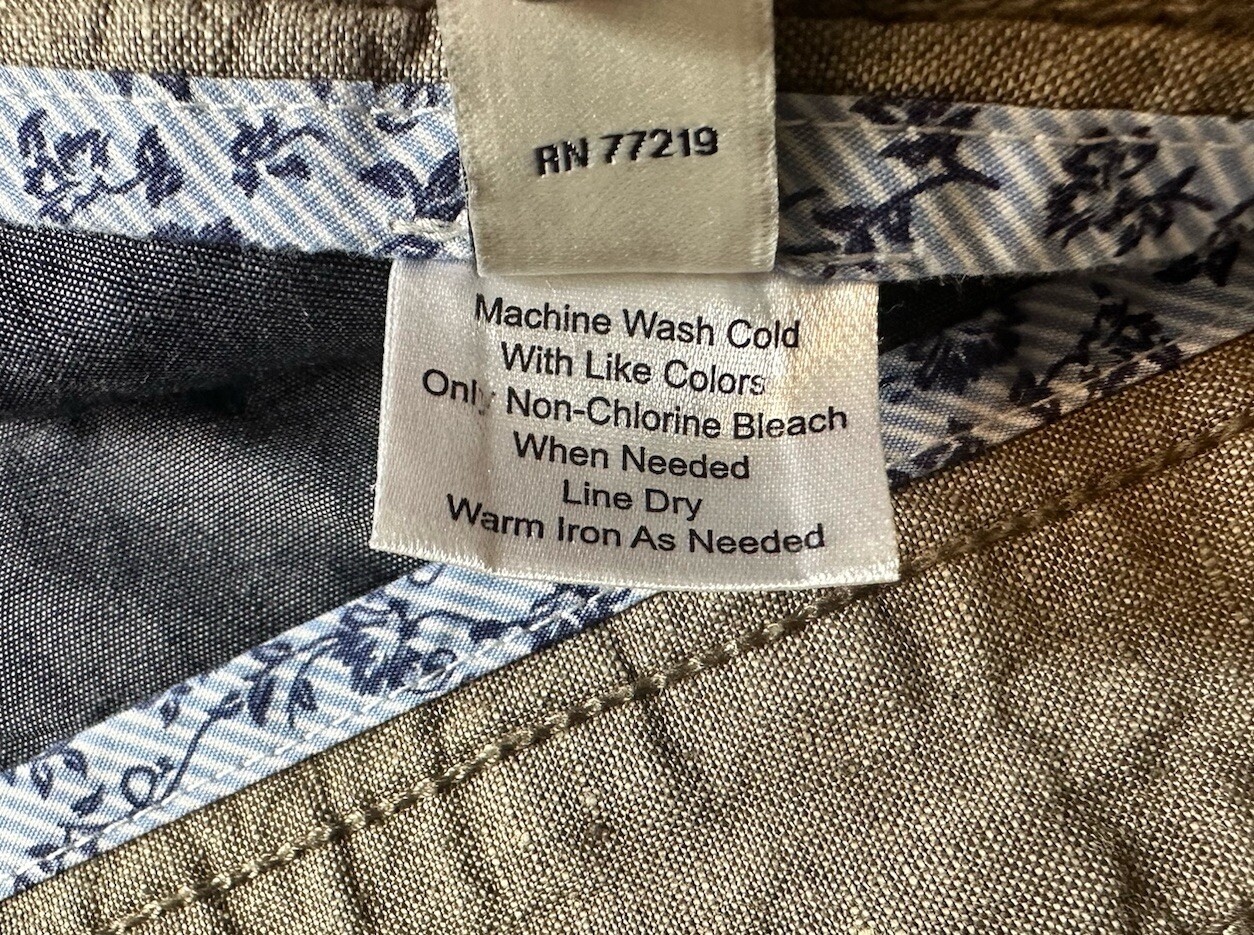 RN 77219
Machine Wash Cold
With Like Colors
Only Non-Chlorine Bleach
When Needed
Line Dry
Warm Iron As Needed